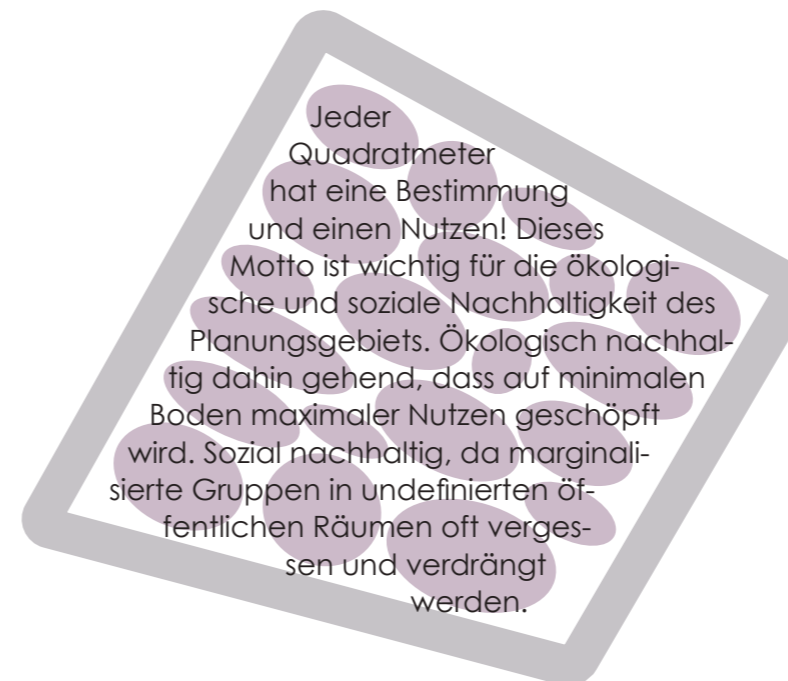 Jeder
Quadratmeter
hat eine Bestimmung
und einen Nutzen! Dieses
Motto ist wichtig für die ökologi-
sche und soziale Nachhaltigkeit des
Planungsgebiets. Ökologisch nachhal-
tig dahin gehend, dass auf minimalen
Boden maximaler Nutzen geschöpft
wird. Sozial nachhaltig, da marginali-
sierte Gruppen in undefinierten öf-
fentlichen Räumen oft verges-
sen und verdrängt
werden.